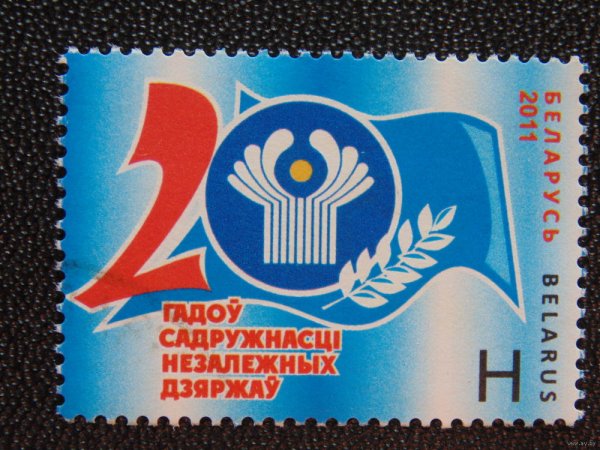 20
ГАДОЎ
САДРУЖНАСЦІ
НЕЗАЛЕЖНЫХ
ДЗЯРЖАЎ
БЕЛАРУСЬ BELARUS
2011
H